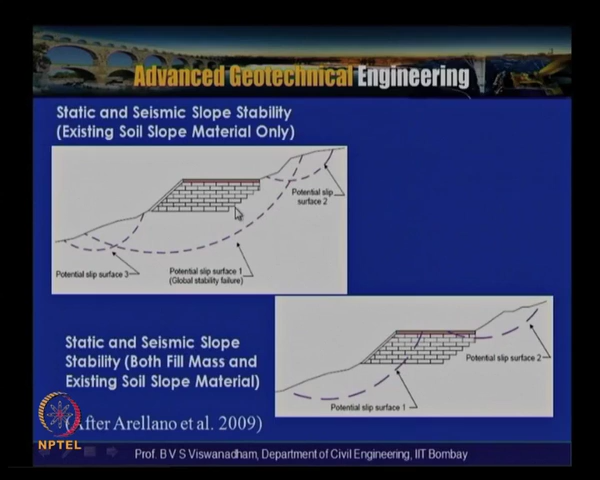 Advanced Geotechnical Engineering
Static and Seismic Slope Stability
(Existing Soil Slope Material Only)
Potential slip
surface 2
Potential slip surface 3
Potential slip surface 1
(Global stability failure)
Static and Seismic Slope
Stability (Both Fill Mass and
Existing Soil Slope Material)
Potential slip surface 2
Potential slip surface 1
(After Arellano et al. 2009)
NPTEL
Prof. B V S Viswanadham, Department of Civil Engineering, IIT Bombay